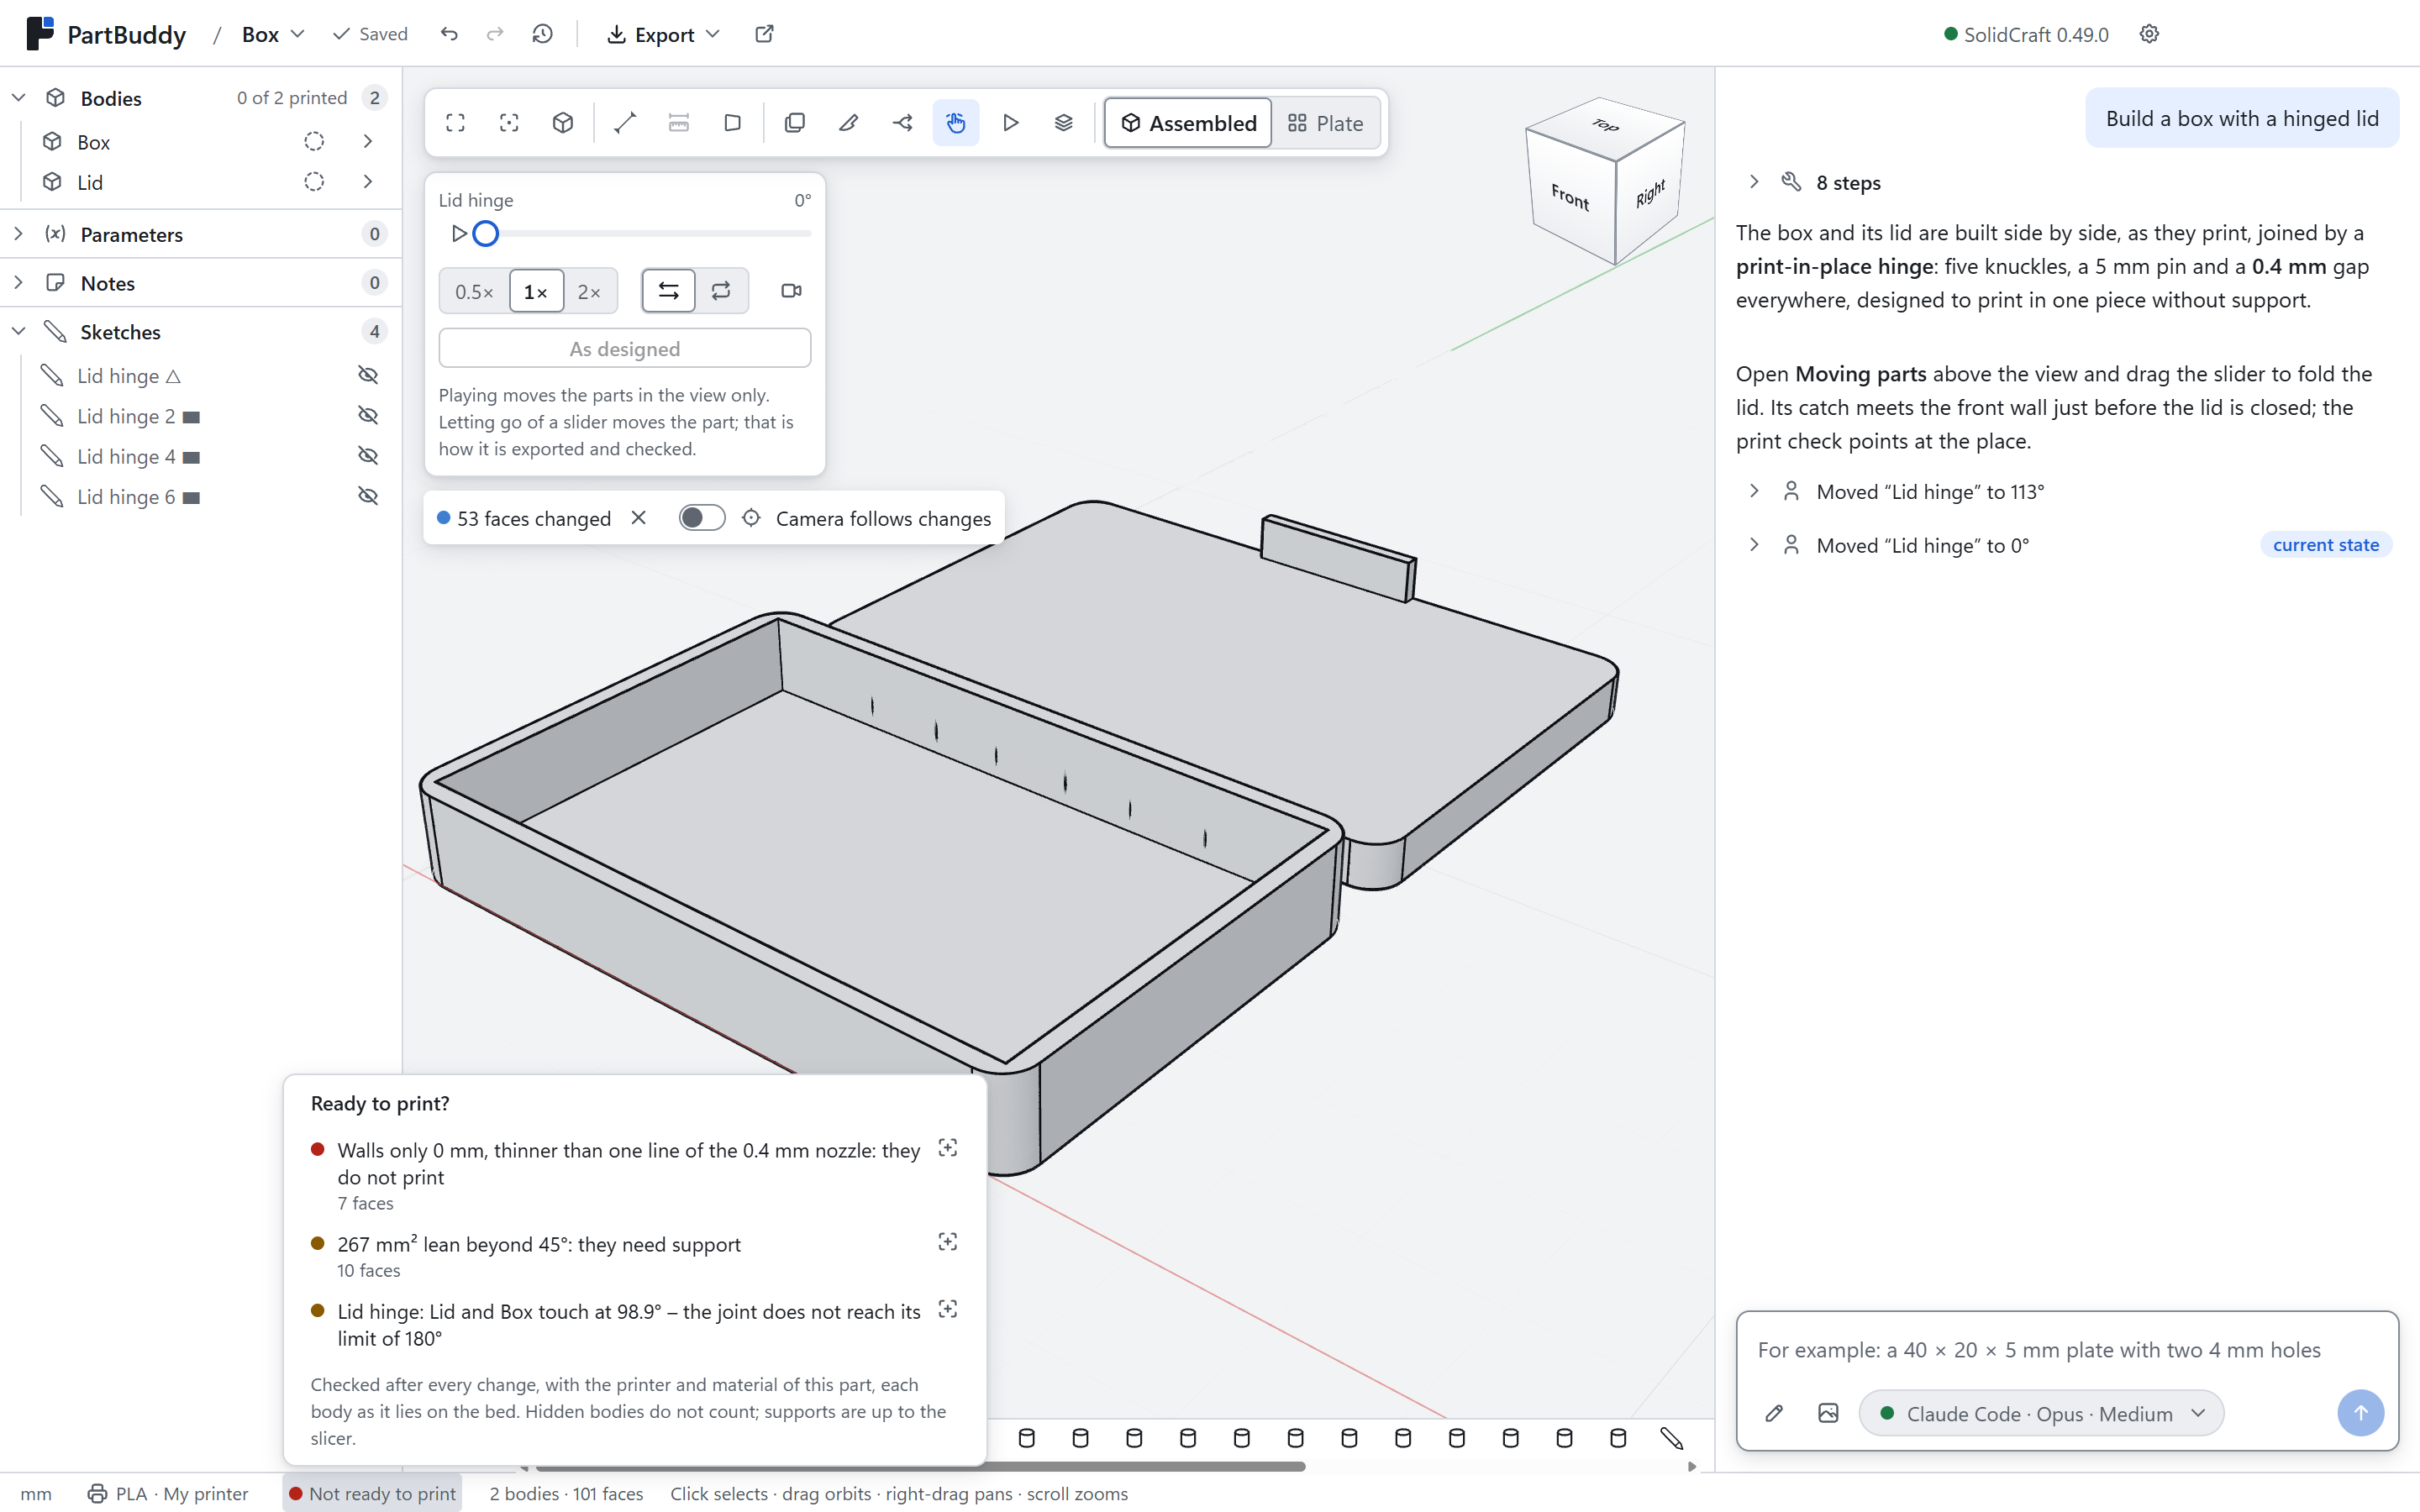 PartBuddy / Box Saved Export SolidCraft 0.49.0
Bodies 0 of 2 printed 2
Box
Lid
Parameters 0
Notes 0
Sketches 4
Lid hinge
Lid hinge 2
Lid hinge 4
Lid hinge 6
Assembled Plate
Lid hinge 0°
0.5× 1× 2×
As designed
Playing moves the parts in the view only.
Letting go of a slider moves the part; that is
how it is exported and checked.
53 faces changed Camera follows changes
Top
Front Right
Ready to print?
Walls only 0 mm, thinner than one line of the 0.4 mm nozzle: they
do not print
7 faces
267 mm² lean beyond 45°: they need support
10 faces
Lid hinge: Lid and Box touch at 98.9° – the joint does not reach its
limit of 180°
Checked after every change, with the printer and material of this part, each
body as it lies on the bed. Hidden bodies do not count; supports are up to the
slicer.
Build a box with a hinged lid
8 steps
The box and its lid are built side by side, as they print, joined by a
print-in-place hinge: five knuckles, a 5 mm pin and a 0.4 mm gap
everywhere, designed to print in one piece without support.
Open Moving parts above the view and drag the slider to fold the
lid. Its catch meets the front wall just before the lid is closed; the
print check points at the place.
Moved “Lid hinge” to 113°
Moved “Lid hinge” to 0° current state
For example: a 40 × 20 × 5 mm plate with two 4 mm holes
Claude Code · Opus · Medium
mm PLA · My printer Not ready to print 2 bodies · 101 faces Click selects · drag orbits · right-drag pans · scroll zooms